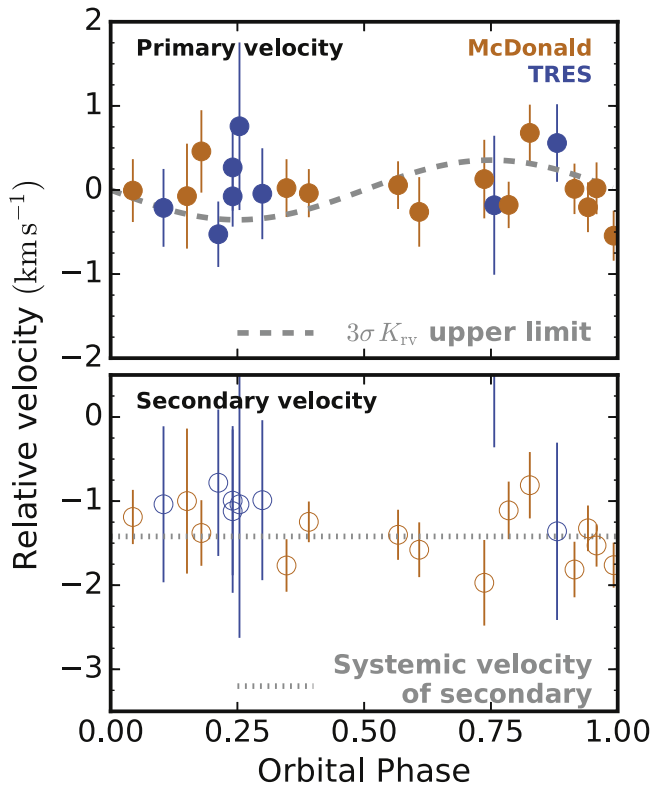 Primary velocity
McDonald
TRES
2
1
0
−1
−2
3σ K_rv upper limit
Relative velocity (km s⁻¹)
Secondary velocity
0
−1
−2
−3
Systemic velocity
of secondary
0.00 0.25 0.50 0.75 1.00
Orbital Phase